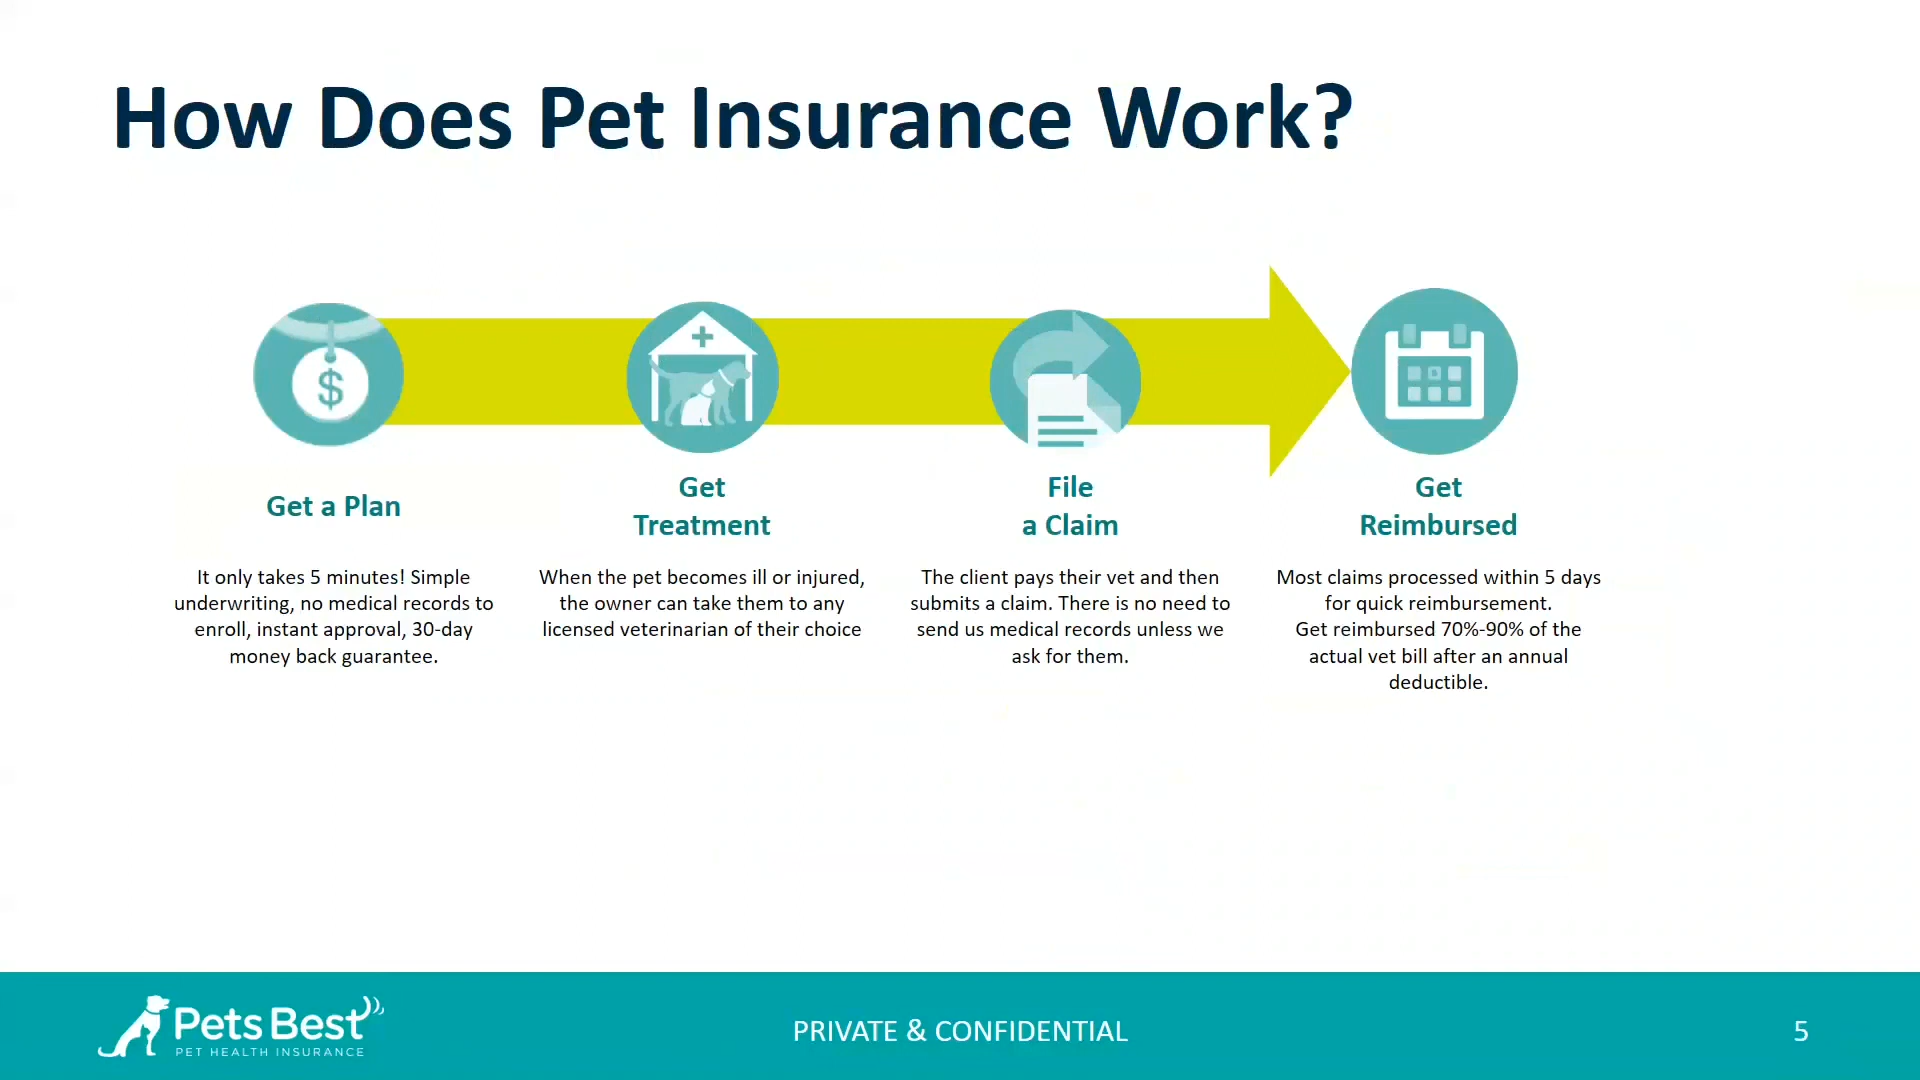 How Does Pet Insurance Work?
$
Get a Plan
It only takes 5 minutes! Simple
underwriting, no medical records to
enroll, instant approval, 30-day
money back guarantee.
Get
Treatment
When the pet becomes ill or injured,
the owner can take them to any
licensed veterinarian of their choice
File
a Claim
The client pays their vet and then
submits a claim. There is no need to
send us medical records unless we
ask for them.
Get
Reimbursed
Most claims processed within 5 days
for quick reimbursement.
Get reimbursed 70%-90% of the
actual vet bill after an annual
deductible.
Pets Best
PET HEALTH INSURANCE
PRIVATE & CONFIDENTIAL
5